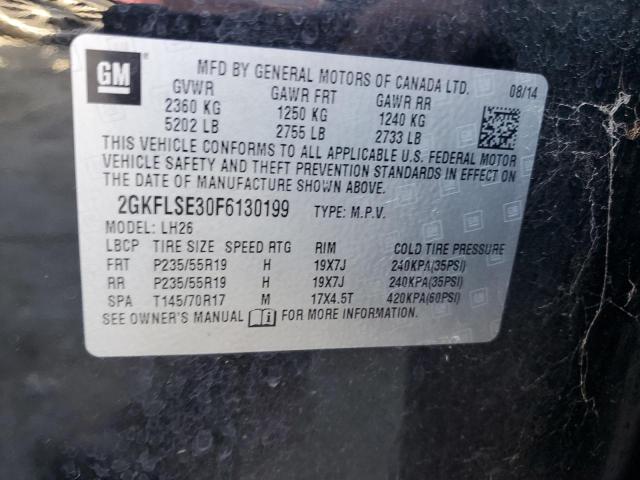 GM
MFD BY GENERAL MOTORS OF CANADA LTD.
08/14
GVWR GAWR FRT GAWR RR
2360 KG 1250 KG 1240 KG
5202 LB 2755 LB 2733 LB
THIS VEHICLE CONFORMS TO ALL APPLICABLE U.S. FEDERAL MOTOR
VEHICLE SAFETY AND THEFT PREVENTION STANDARDS IN EFFECT ON
THE DATE OF MANUFACTURE SHOWN ABOVE.
2GKFLSE30F6130199 TYPE: M.P.V.
MODEL: LH26
LBCP TIRE SIZE SPEED RTG RIM COLD TIRE PRESSURE
FRT P235/55R19 H 19X7J 240KPA(35PSI)
RR P235/55R19 H 19X7J 240KPA(35PSI)
SPA T145/70R17 M 17X4.5T 420KPA(60PSI)
SEE OWNER'S MANUAL i FOR MORE INFORMATION.